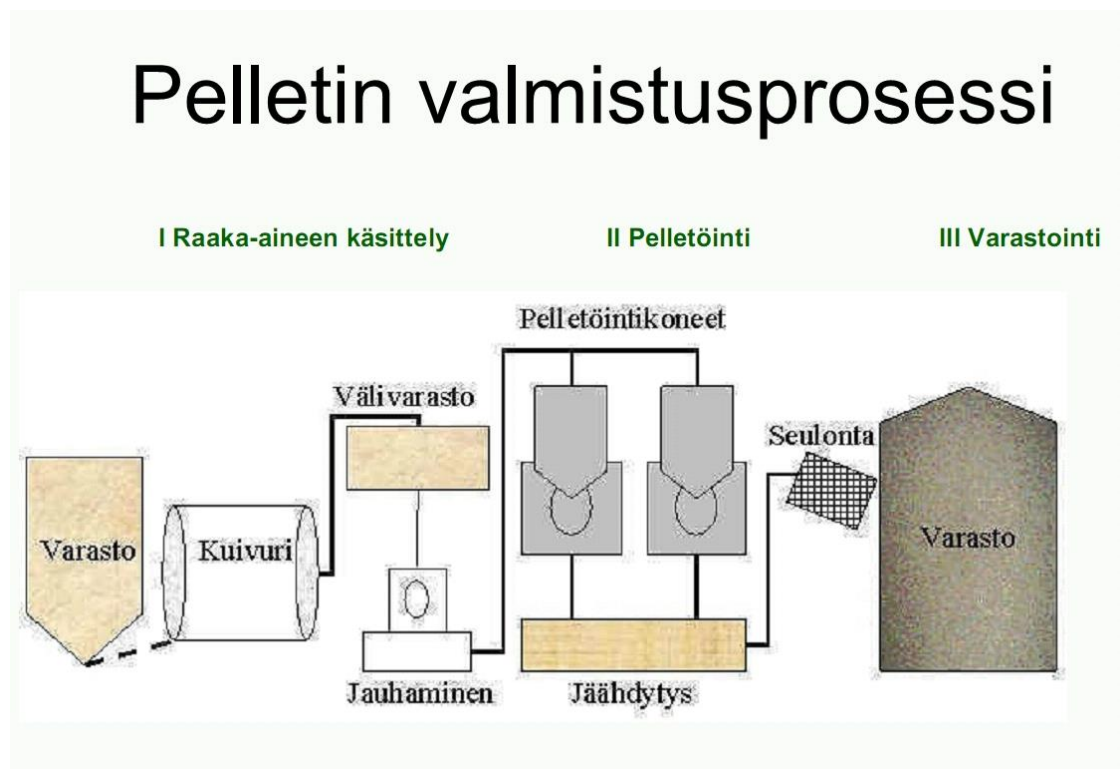 Pelletin valmistusprosessi
I Raaka-aineen käsittely
II Pelletöinti
III Varastointi
Pelletöintikoneet
Välivarasto
Seulonta
Varasto
Kuivuri
Varasto
Jauhaminen
Jäähdytys